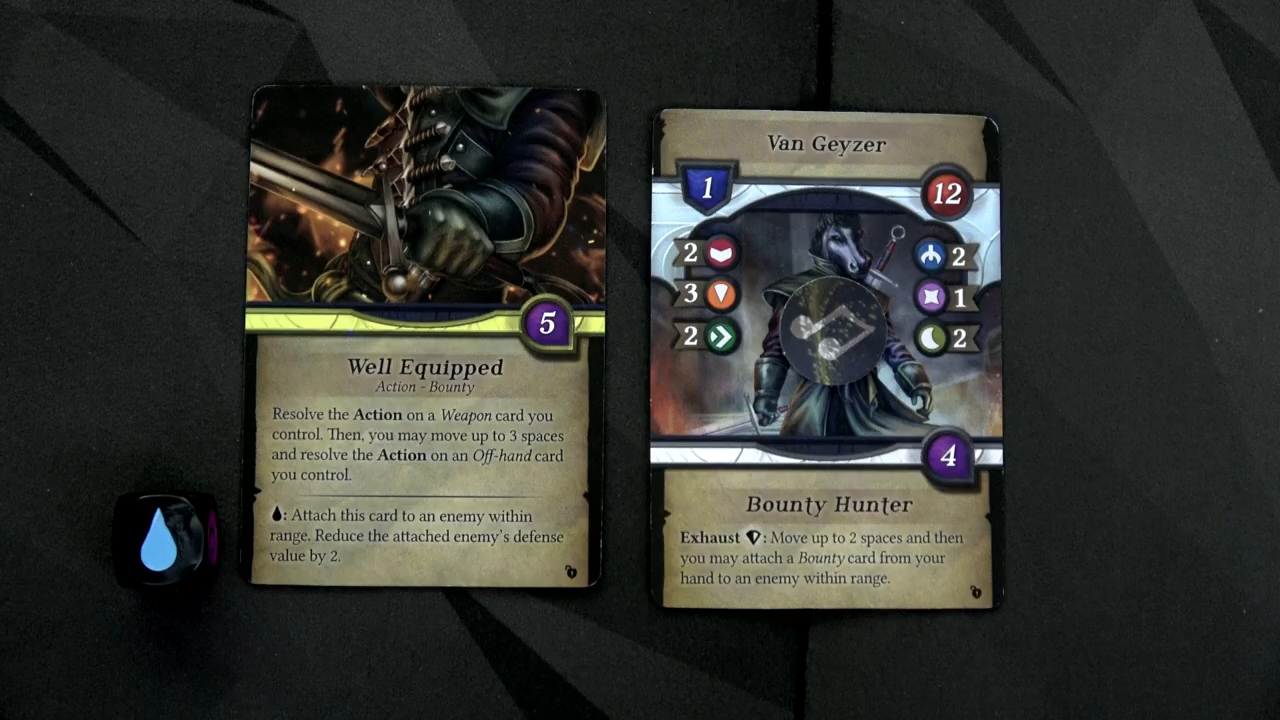 5
Well Equipped
Action - Bounty
Resolve the Action on a Weapon card you
control. Then, you may move up to 3 spaces
and resolve the Action on an Off-hand card
you control.
: Attach this card to an enemy within
range. Reduce the attached enemy's defense
value by 2.
Van Geyzer
1
12
2
2
3
1
2
2
4
Bounty Hunter
Exhaust : Move up to 2 spaces and then
you may attach a Bounty card from your
hand to an enemy within range.